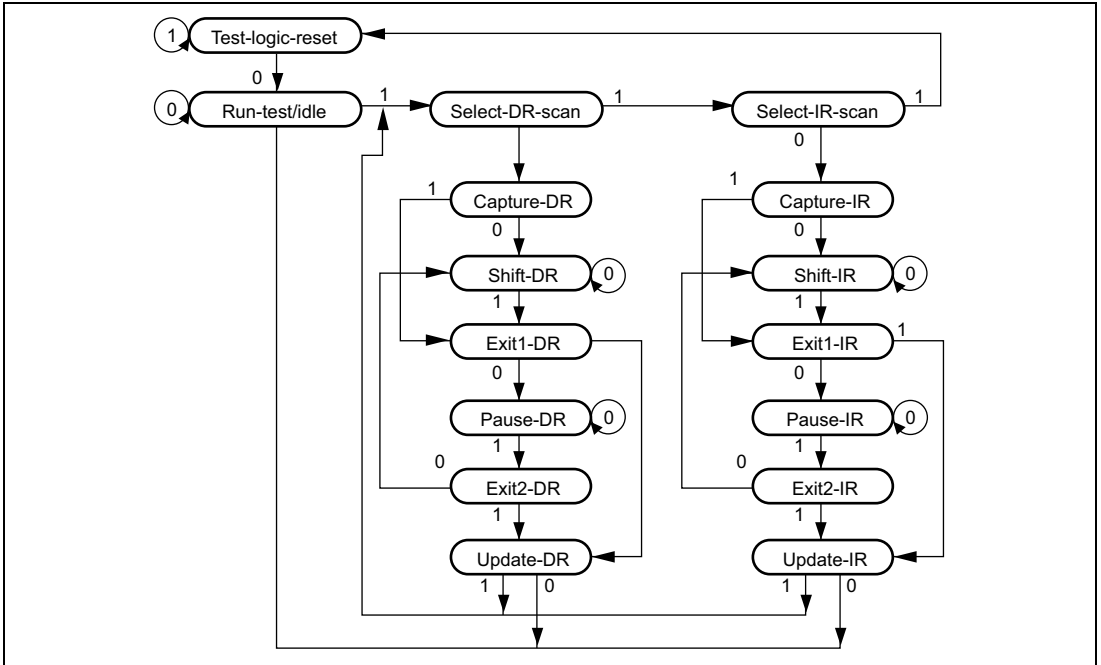 1
Test-logic-reset
0
0
Run-test/idle
1
Select-DR-scan
1
Select-IR-scan
1
0
1
Capture-DR
0
1
Capture-IR
0
Shift-DR
0
1
Shift-IR
0
1
Exit1-DR
0
Exit1-IR
1
0
Pause-DR
0
1
Pause-IR
0
1
0
Exit2-DR
1
0
Exit2-IR
1
Update-DR
1
0
Update-IR
1
0